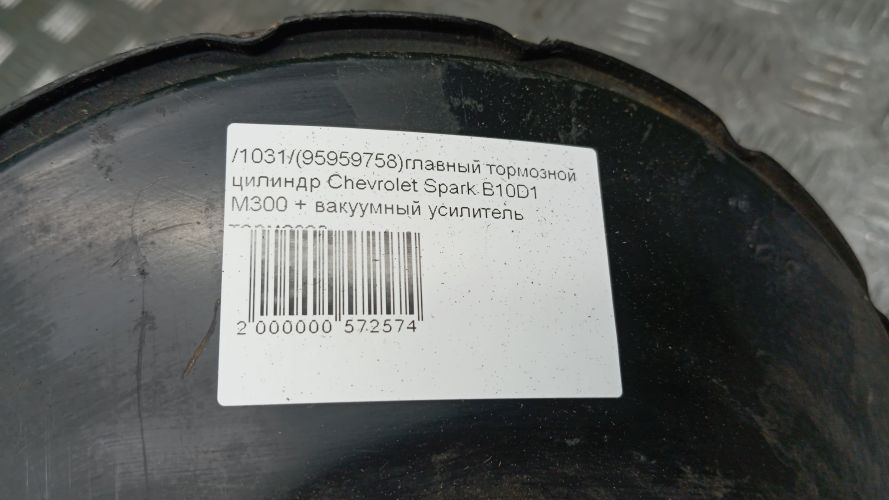 /1031/(95959758)главный тормозной
цилиндр Chevrolet Spark B10D1
M300 + вакуумный усилитель
2 000000 572574